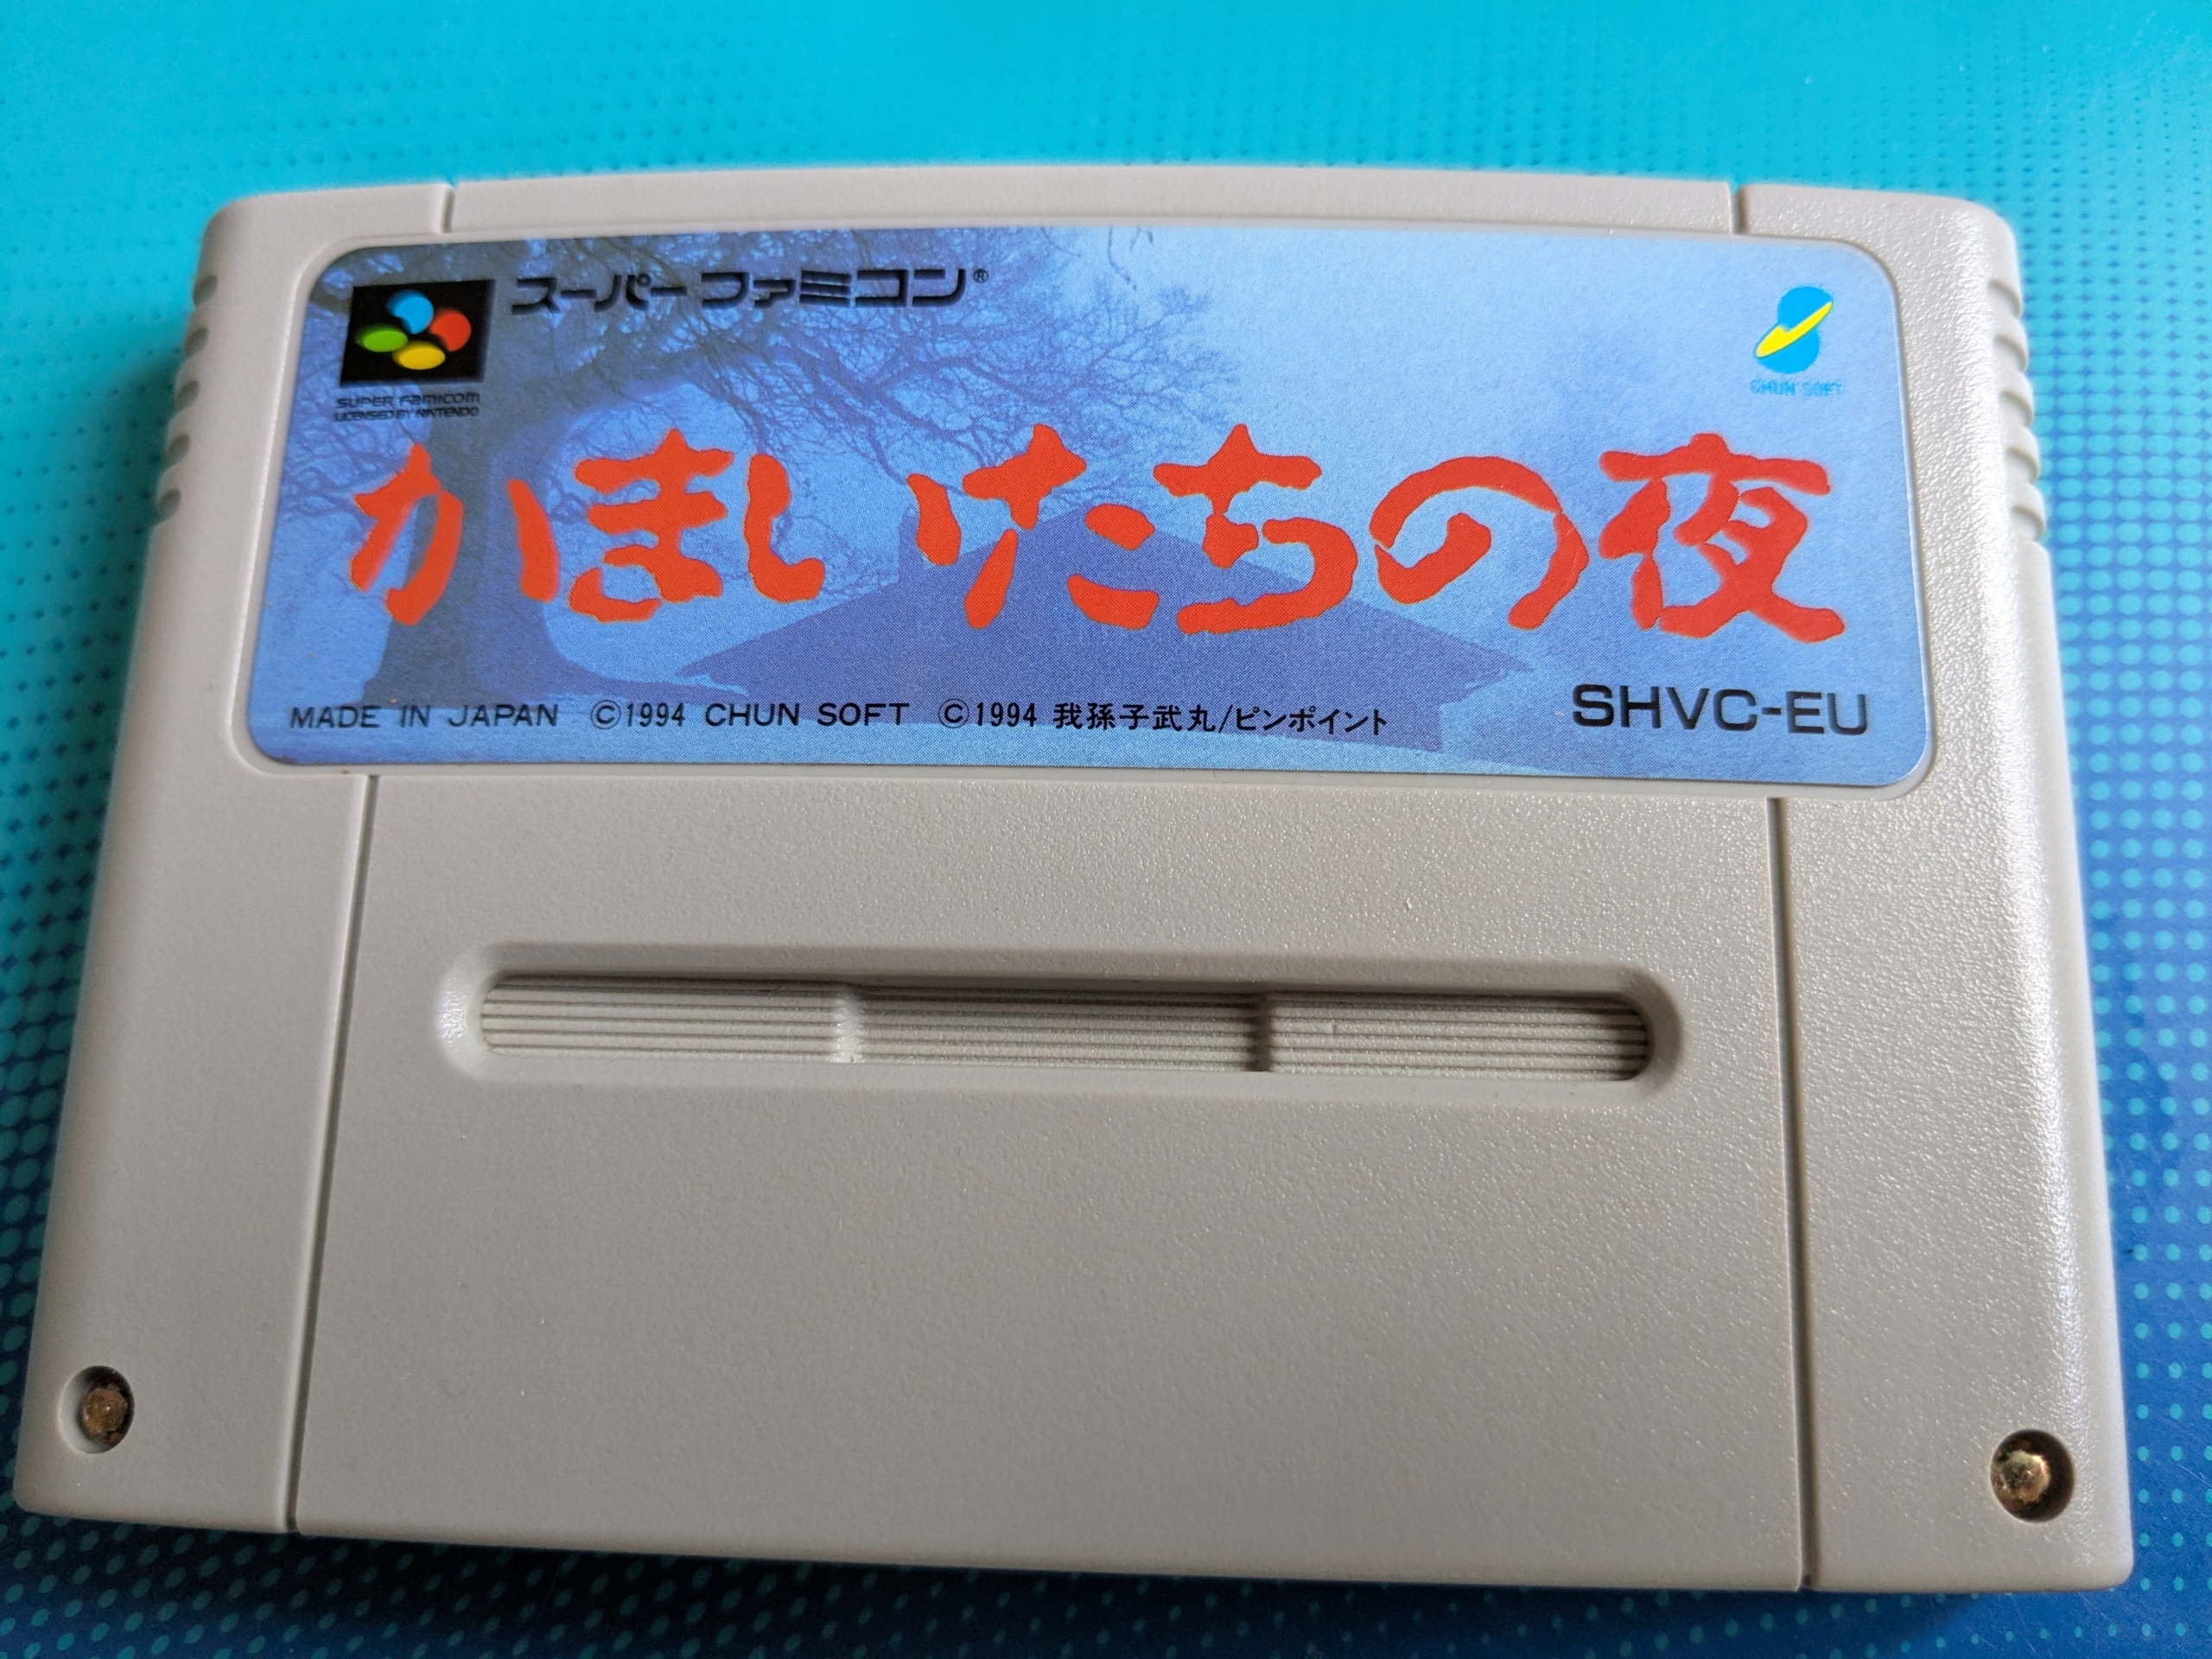 スーパーファミコン®
SUPER FAMICOM
LICENSED BY NINTENDO
CHUN SOFT
かまいたちの夜
MADE IN JAPAN ©1994 CHUN SOFT ©1994 我孫子武丸/ピンポイント
SHVC-EU